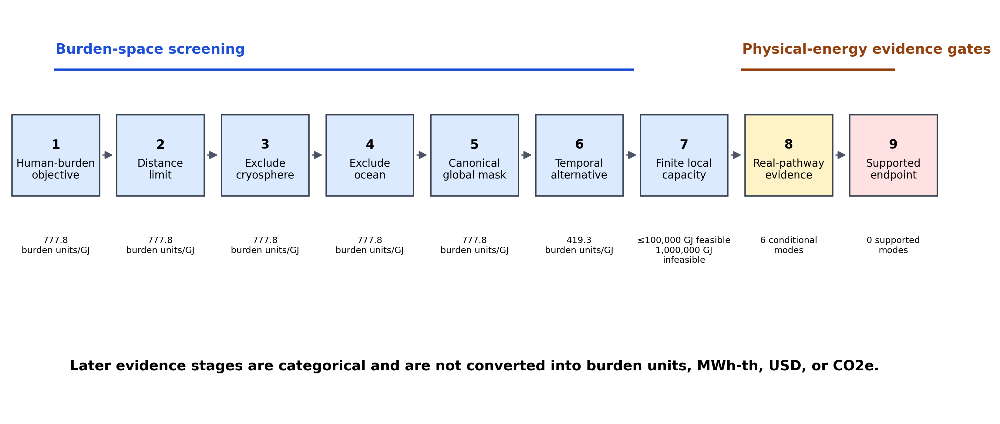 Burden-space screening
Physical-energy evidence gates
1
Human-burden
objective
2
Distance
limit
3
Exclude
cryosphere
4
Exclude
ocean
5
Canonical
global mask
6
Temporal
alternative
7
Finite local
capacity
8
Real-pathway
evidence
9
Supported
endpoint
777.8
burden units/GJ
777.8
burden units/GJ
777.8
burden units/GJ
777.8
burden units/GJ
777.8
burden units/GJ
419.3
burden units/GJ
≤100,000 GJ feasible
1,000,000 GJ
infeasible
6 conditional
modes
0 supported
modes
Later evidence stages are categorical and are not converted into burden units, MWh-th, USD, or CO2e.